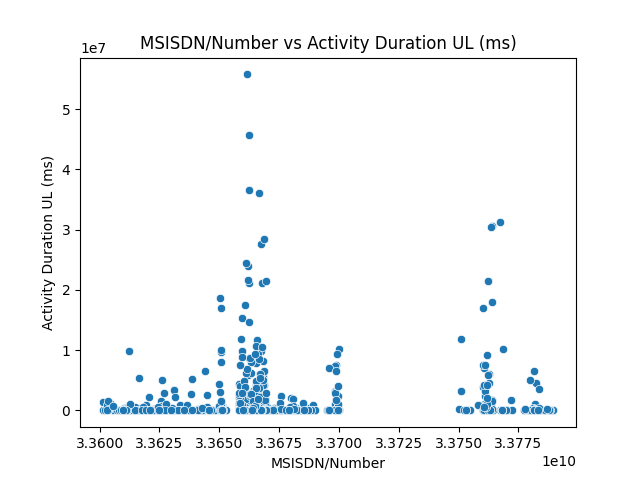 MSISDN/Number vs Activity Duration UL (ms)
1e7
5
4
3
2
1
0
Activity Duration UL (ms)
3.3600 3.3625 3.3650 3.3675 3.3700 3.3725 3.3750 3.3775
MSISDN/Number
1e10